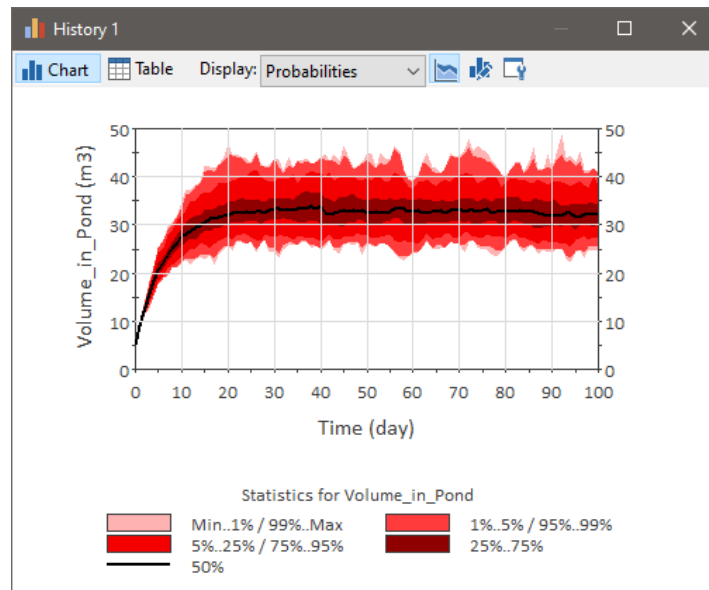 History 1
Chart Table Display: Probabilities
50 50
40 40
30 30
20 20
10 10
0 0
Volume_in_Pond (m3)
0 10 20 30 40 50 60 70 80 90 100
Time (day)
Statistics for Volume_in_Pond
Min..1% / 99%..Max 1%..5% / 95%..99%
5%..25% / 75%..95% 25%..75%
50%